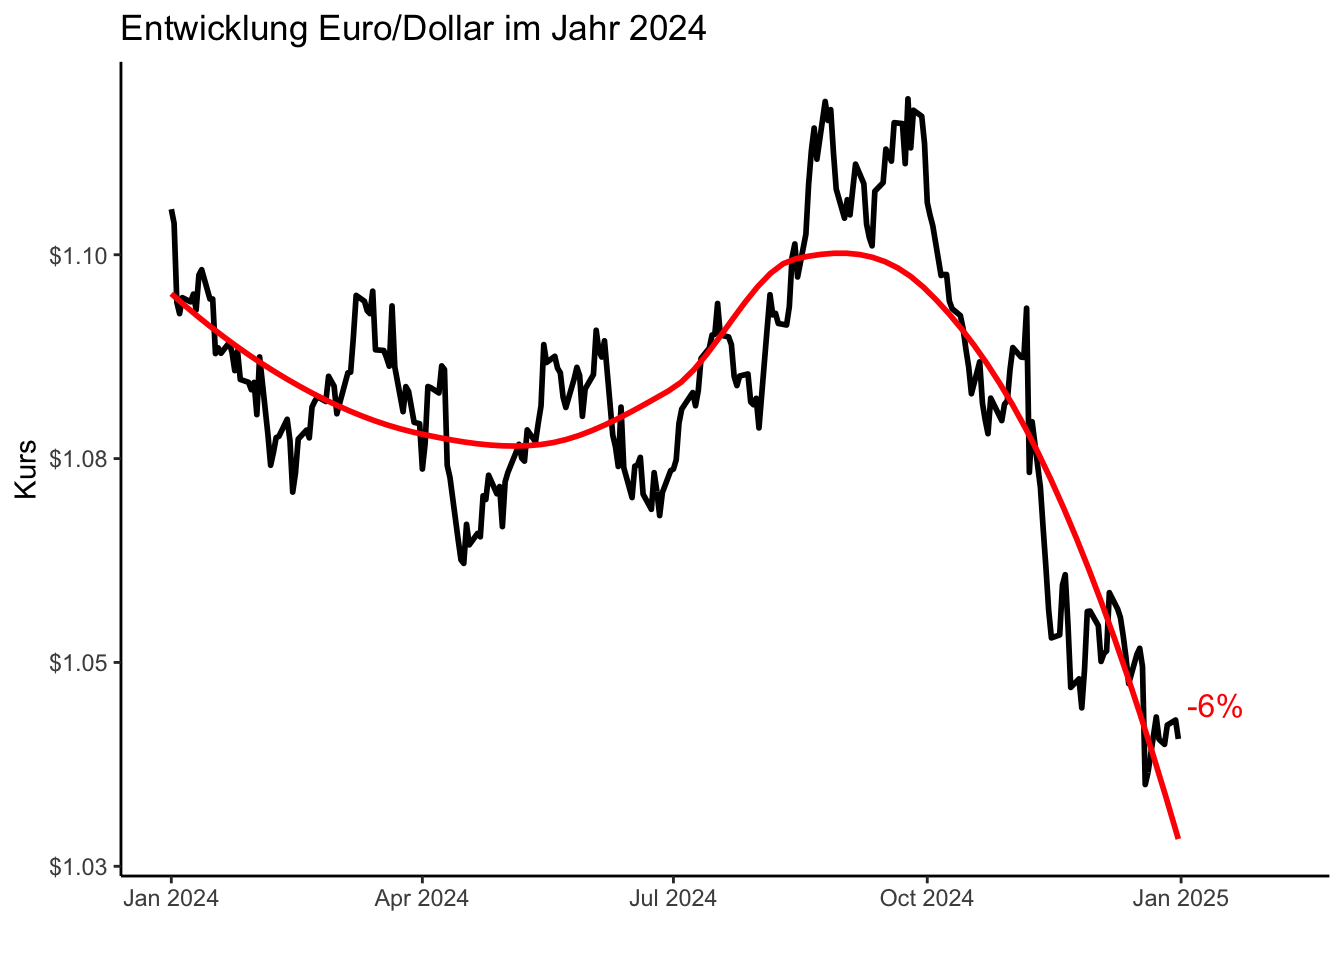 Entwicklung Euro/Dollar im Jahr 2024
Kurs
$1.10
$1.08
$1.05
$1.03
-6%
Jan 2024
Apr 2024
Jul 2024
Oct 2024
Jan 2025